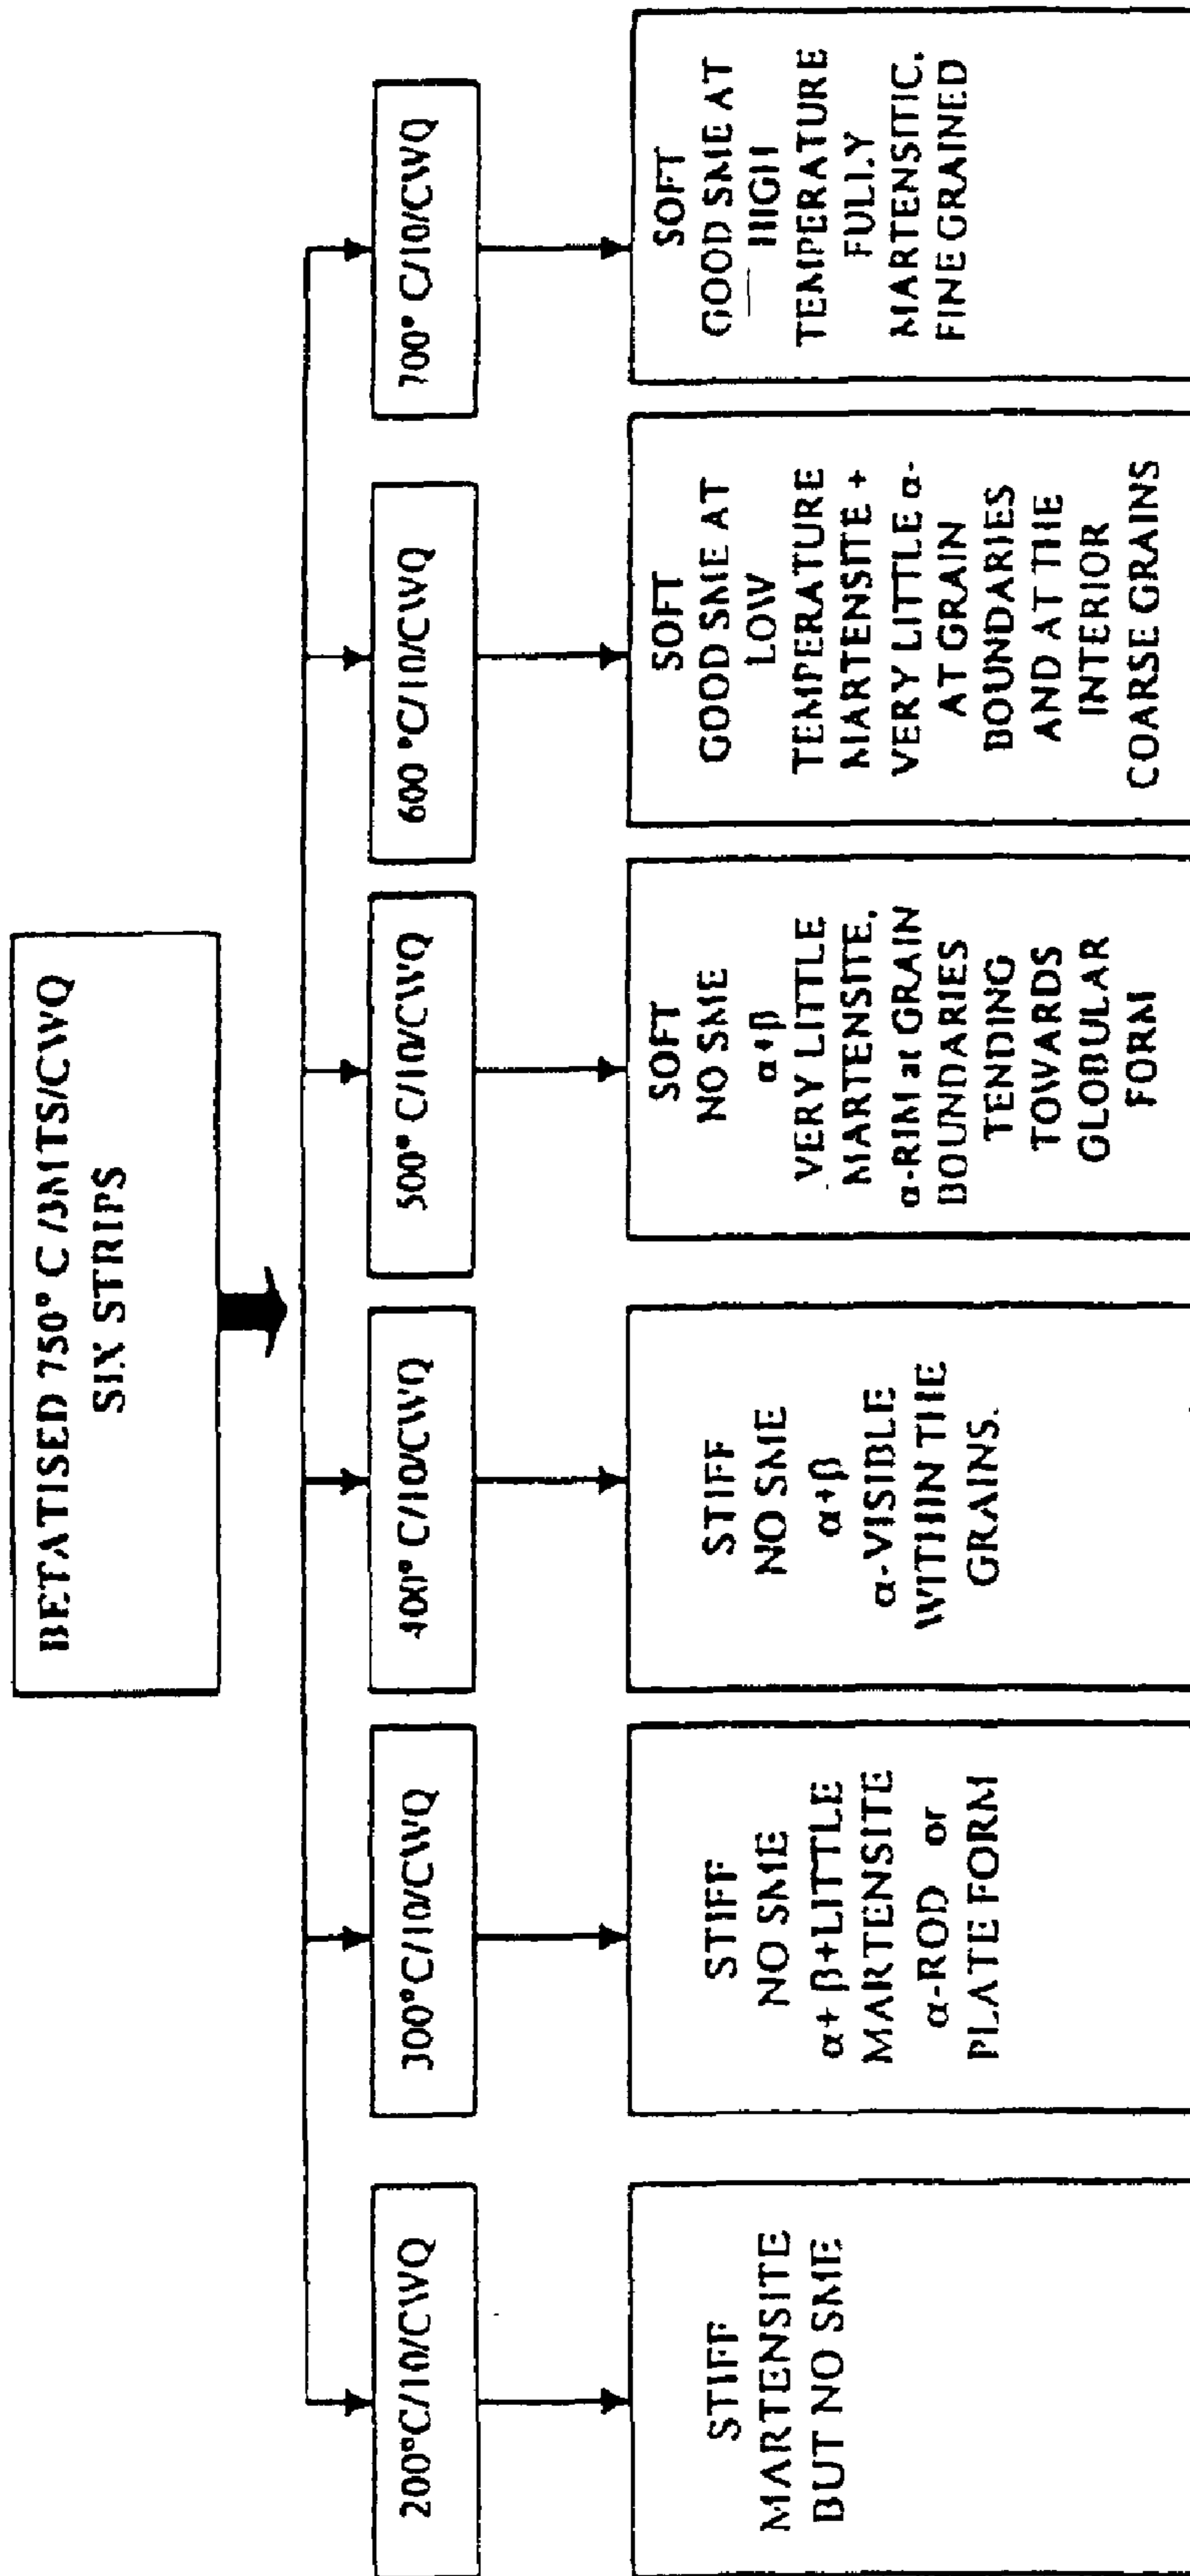 BETATISED 750° C /3MTS/CWQ
SIX STRIPS
200°C/10/CWQ
300°C/10/CWQ
400° C/10/CWQ
500° C/10/CWQ
600 °C/10/CWQ
700° C/10/CWQ
STIFF
MARTENSITE
BUT NO SME
STIFF
NO SME
α+ β+LITTLE
MARTENSITE
α-ROD or
PLATE FORM
STIFF
NO SME
α+β
α-VISIBLE
WITHIN THE
GRAINS.
SOFT
NO SME
α+β
VERY LITTLE
MARTENSITE,
α-RIM at GRAIN
BOUNDARIES
TENDING
TOWARDS
GLOBULAR
FORM
SOFT
GOOD SME AT
LOW
TEMPERATURE
MARTENSITE +
VERY LITTLE α-
AT GRAIN
BOUNDARIES
AND AT THE
INTERIOR
COARSE GRAINS
SOFT
GOOD SME AT
HIGH
TEMPERATURE
FULLY
MARTENSITIC,
FINE GRAINED